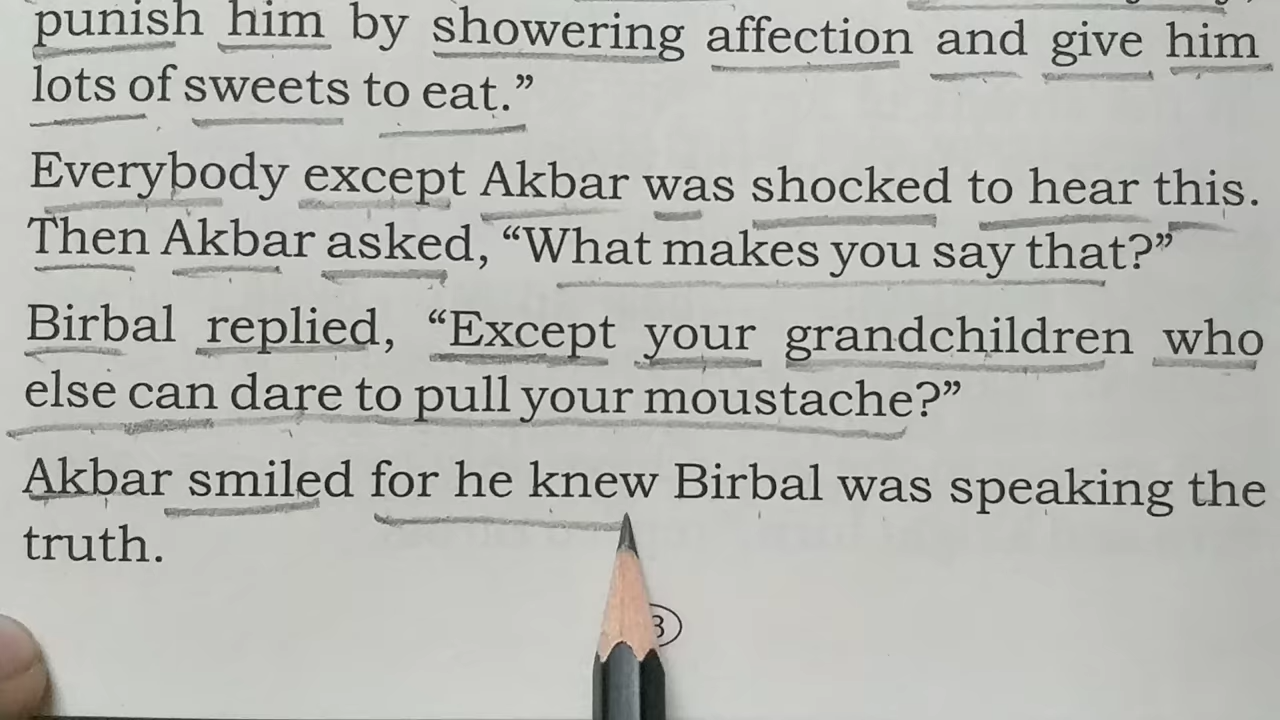 punish him by showering affection and give him
lots of sweets to eat.”
Everybody except Akbar was shocked to hear this.
Then Akbar asked, “What makes you say that?”
Birbal replied, “Except your grandchildren who
else can dare to pull your moustache?”
Akbar smiled for he knew Birbal was speaking the
truth.